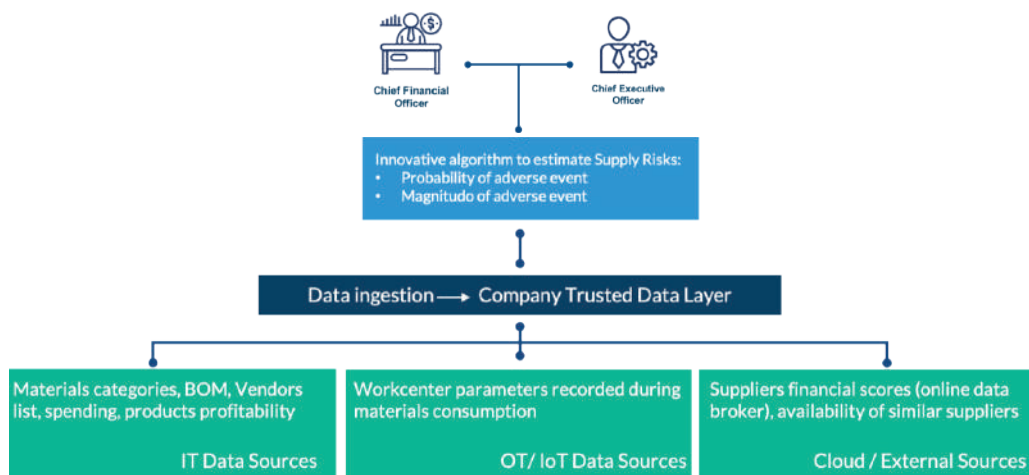 $
Chief Financial
Officer
Chief Executive
Officer
Innovative algorithm to estimate Supply Risks:
• Probability of adverse event
• Magnitudo of adverse event
Data ingestion → Company Trusted Data Layer
Materials categories, BOM, Vendors
list, spending, products profitability
IT Data Sources
Workcenter parameters recorded during
materials consumption
OT/ IoT Data Sources
Suppliers financial scores (online data
broker), availability of similar suppliers
Cloud / External Sources